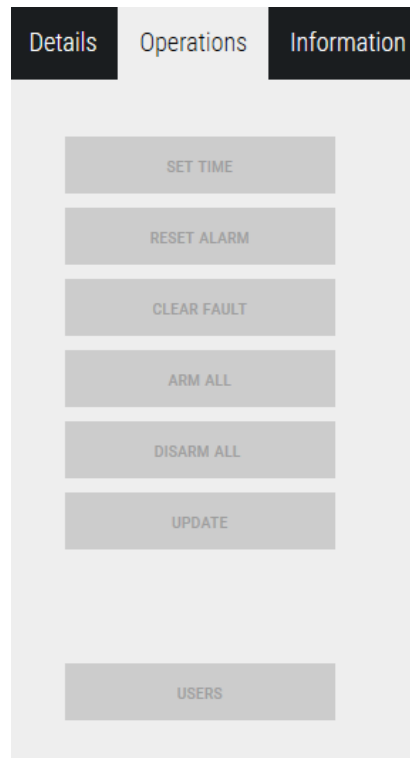 Details Operations Information
SET TIME
RESET ALARM
CLEAR FAULT
ARM ALL
DISARM ALL
UPDATE
USERS